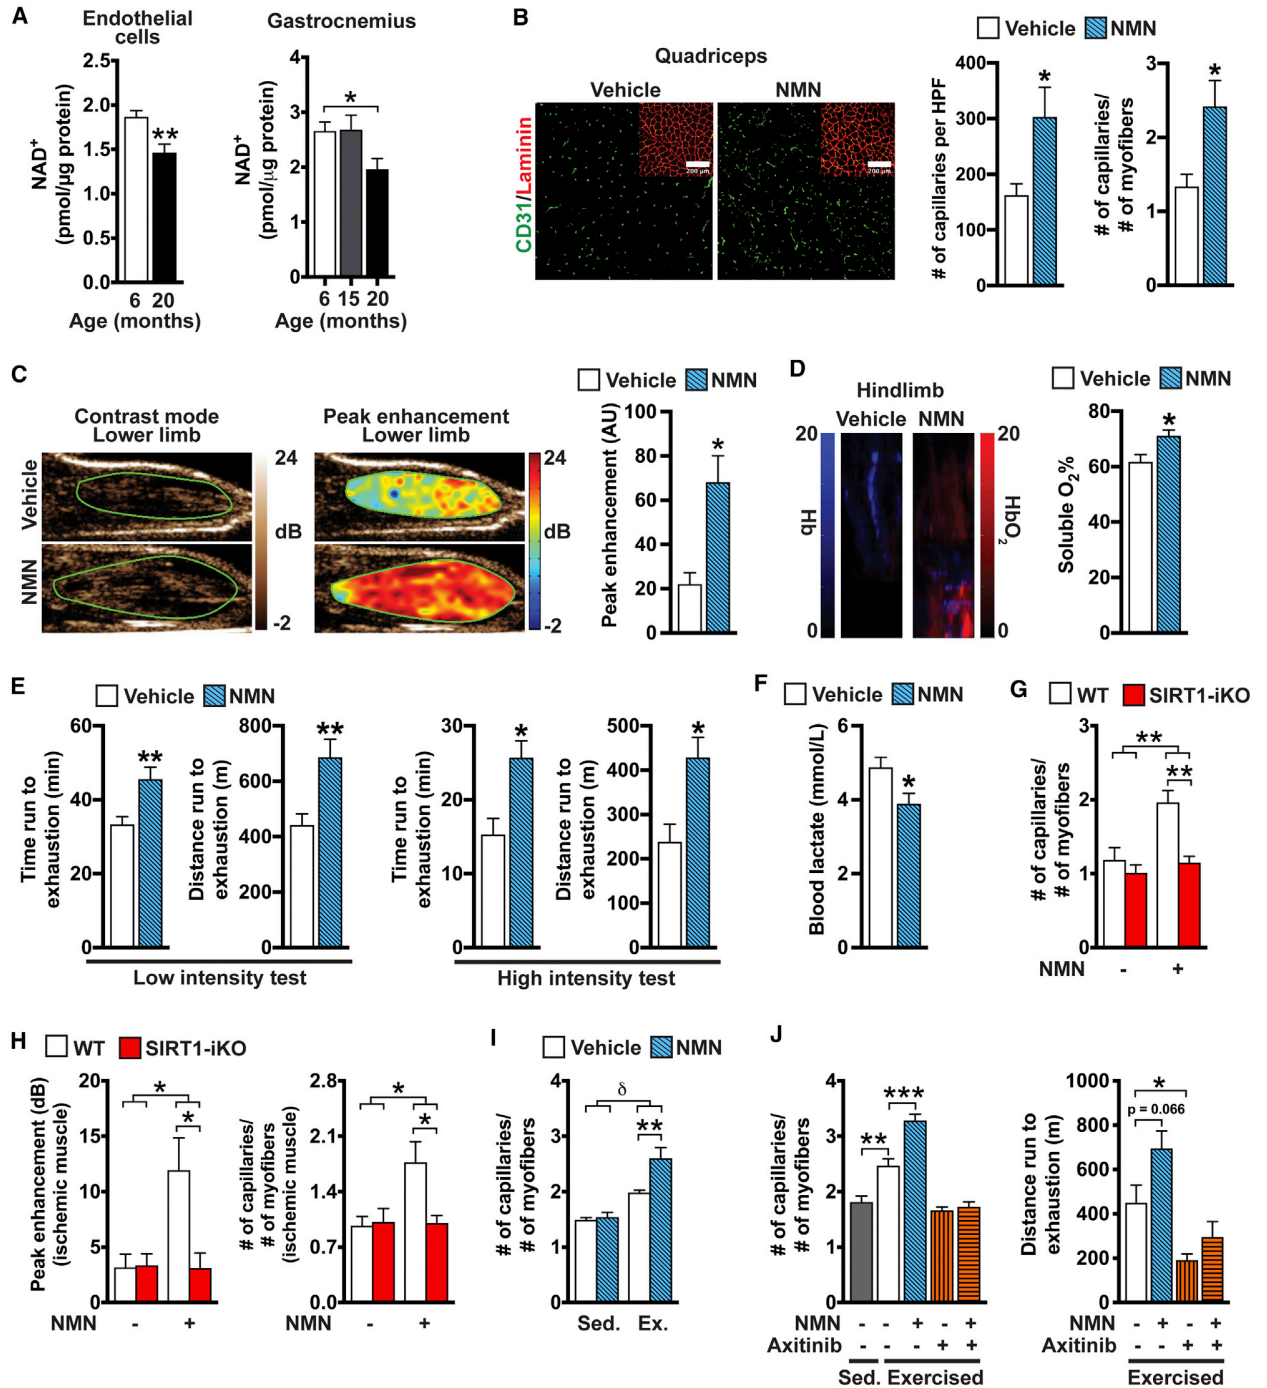 A
Endothelial
cells
NAD+
(pmol/µg protein)
2.5
2.0
1.5
1.0
0.5
0.0
**
6 20
Age (months)
Gastrocnemius
NAD+
(pmol/µg protein)
4
3
2
1
0
*
6 15 20
Age (months)
B
Quadriceps
Vehicle NMN
CD31/Laminin
200 µm
200 µm
Vehicle NMN
# of capillaries per HPF
400
300
200
100
0
*
# of capillaries/
# of myofibers
3
2
1
0
*
C
Contrast mode
Lower limb
Peak enhancement
Lower limb
Vehicle
NMN
24
dB
-2
24
dB
-2
Vehicle NMN
Peak enhancement (AU)
100
80
60
40
20
0
*
D
Hindlimb
Vehicle NMN
20
Hb
0
20
HbO2
0
Vehicle NMN
Soluble O2%
80
60
40
20
0
*
E
Vehicle NMN
Time run to
exhaustion (min)
60
40
20
0
**
Distance run to
exhaustion (m)
800
600
400
200
0
**
Low intensity test
Time run to
exhaustion (min)
30
20
10
0
*
Distance run to
exhaustion (m)
500
400
300
200
100
0
*
High intensity test
F
Vehicle NMN
Blood lactate (mmol/L)
6
4
2
0
*
G
WT SIRT1-iKO
# of capillaries/
# of myofibers
3
2
1
0
**
**
NMN - +
H
WT SIRT1-iKO
Peak enhancement (dB)
(ischemic muscle)
20
15
10
5
0
*
*
NMN - +
# of capillaries/
# of myofibers
(ischemic muscle)
2.8
2.1
1.4
0.7
0.0
*
*
NMN - +
I
Vehicle NMN
# of capillaries/
# of myofibers
4
3
2
1
0
δ
**
Sed. Ex.
J
# of capillaries/
# of myofibers
4
3
2
1
0
**
***
NMN - - + - +
Axitinib - - - + +
Sed. Exercised
Distance run to
exhaustion (m)
1000
800
600
400
200
0
*
p = 0.066
NMN - + - +
Axitinib - - + +
Exercised